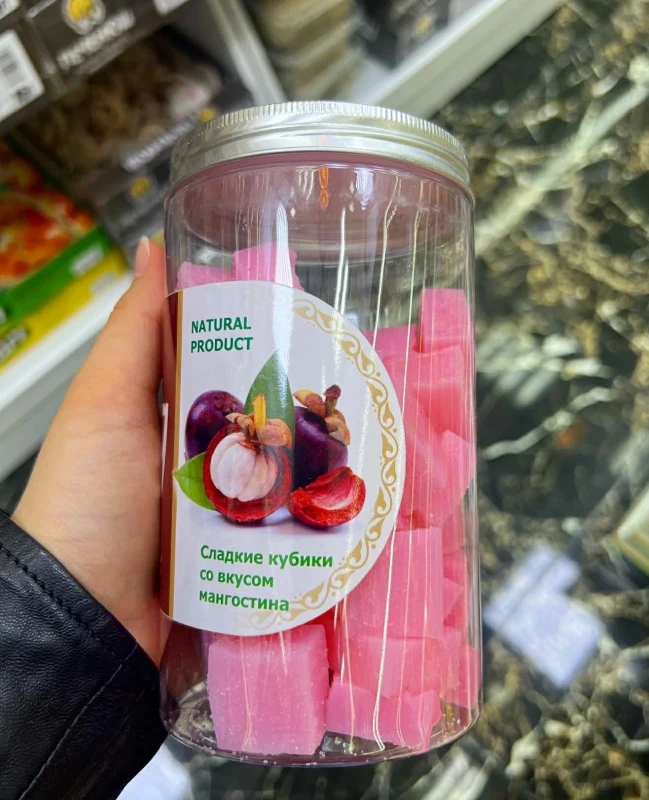 NATURAL
PRODUCT
Сладкие кубики
со вкусом
мангостина